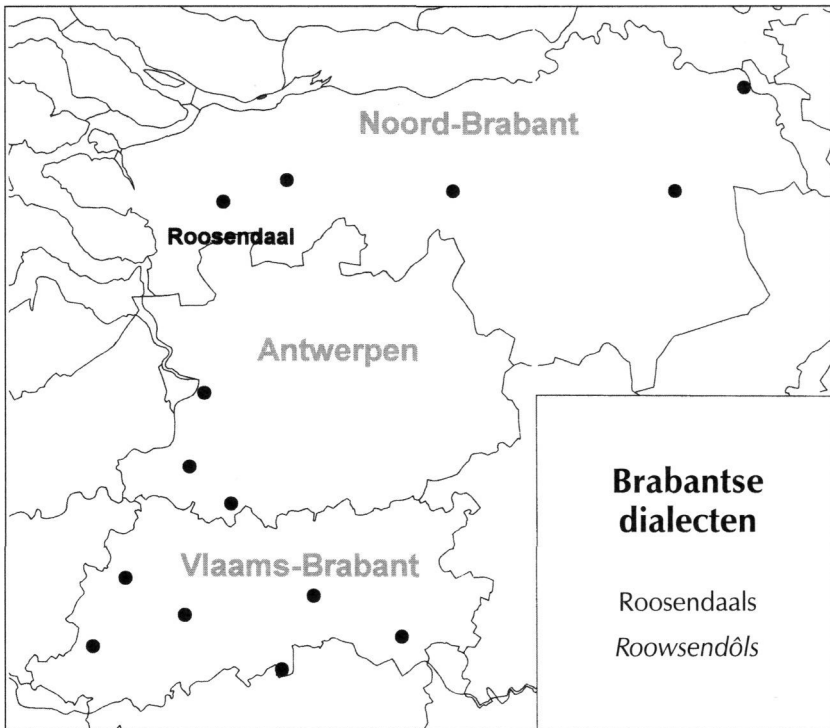 Noord-Brabant
Roosendaal
Antwerpen
Vlaams-Brabant
Brabantse
dialecten
Roosendaals
Roowsendôls